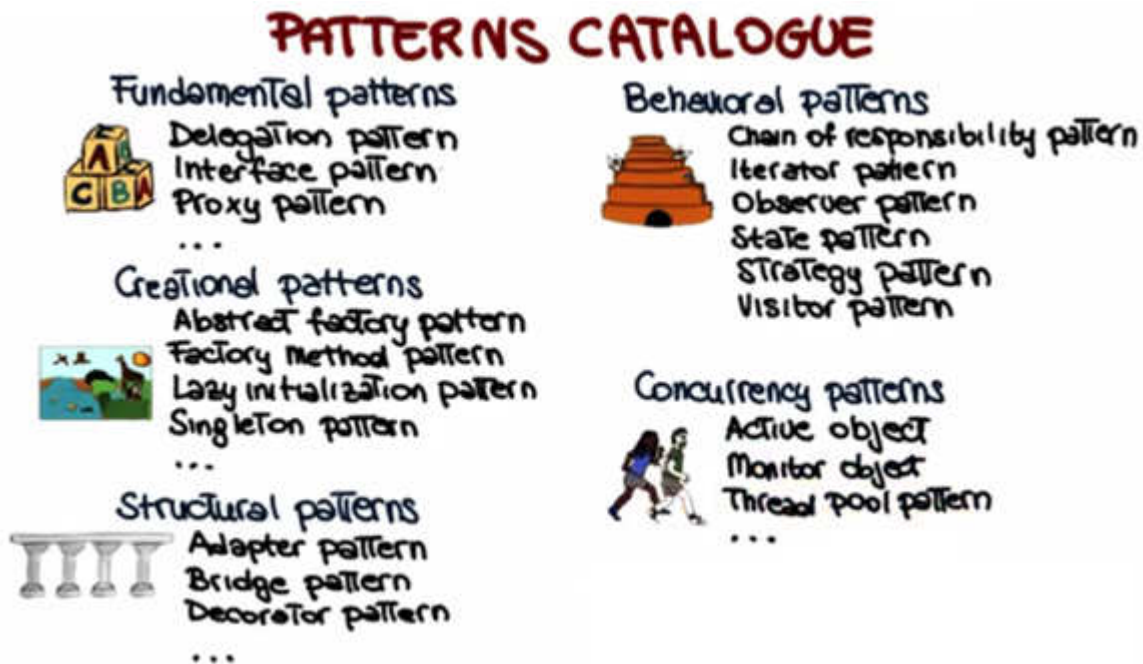 PATTERNS CATALOGUE
Fundamental patterns
Delegation pattern
Interface pattern
Proxy pattern
...
Creational patterns
Abstract factory pattern
Factory method pattern
Lazy initialization pattern
Singleton pattern
...
Structural patterns
Adapter pattern
Bridge pattern
Decorator pattern
...
Behavioral patterns
Chain of responsibility pattern
Iterator pattern
Observer pattern
State pattern
Strategy pattern
Visitor pattern
Concurrency patterns
Active object
Monitor object
Thread pool pattern
...
A
C B A